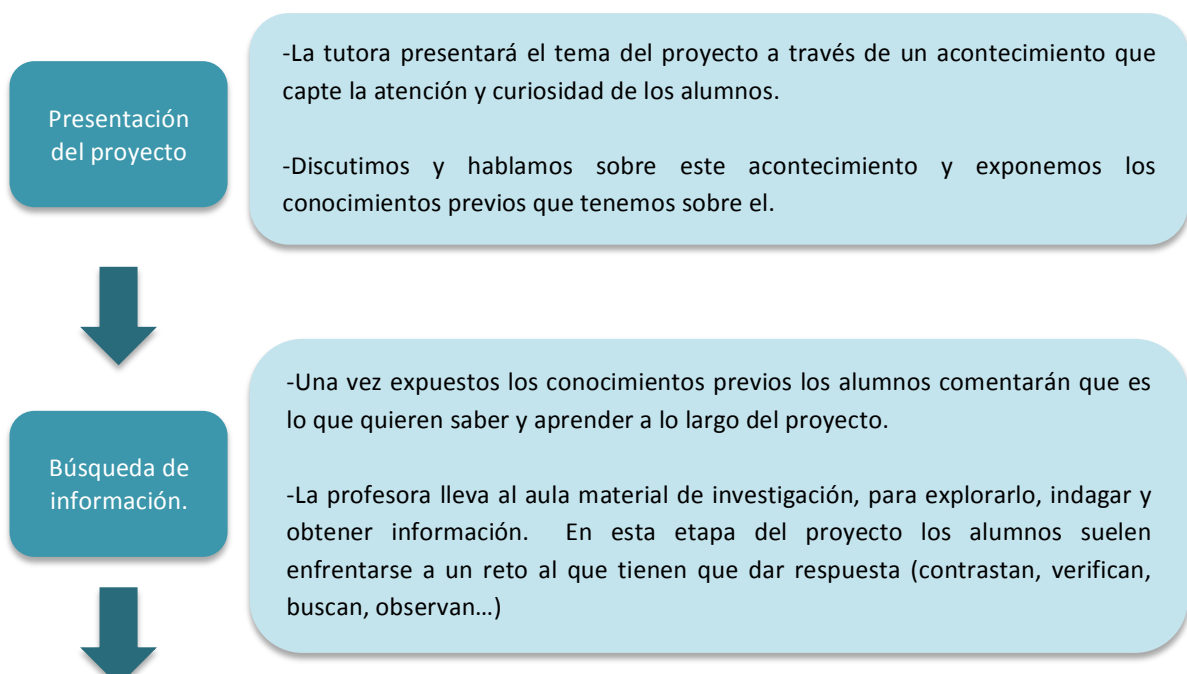 Presentación
del proyecto
-La tutora presentará el tema del proyecto a través de un acontecimiento que
capte la atención y curiosidad de los alumnos.
-Discutimos y hablamos sobre este acontecimiento y exponemos los
conocimientos previos que tenemos sobre el.
Búsqueda de
información.
-Una vez expuestos los conocimientos previos los alumnos comentarán que es
lo que quieren saber y aprender a lo largo del proyecto.
-La profesora lleva al aula material de investigación, para explorarlo, indagar y
obtener información. En esta etapa del proyecto los alumnos suelen
enfrentarse a un reto al que tienen que dar respuesta (contrastan, verifican,
buscan, observan…)